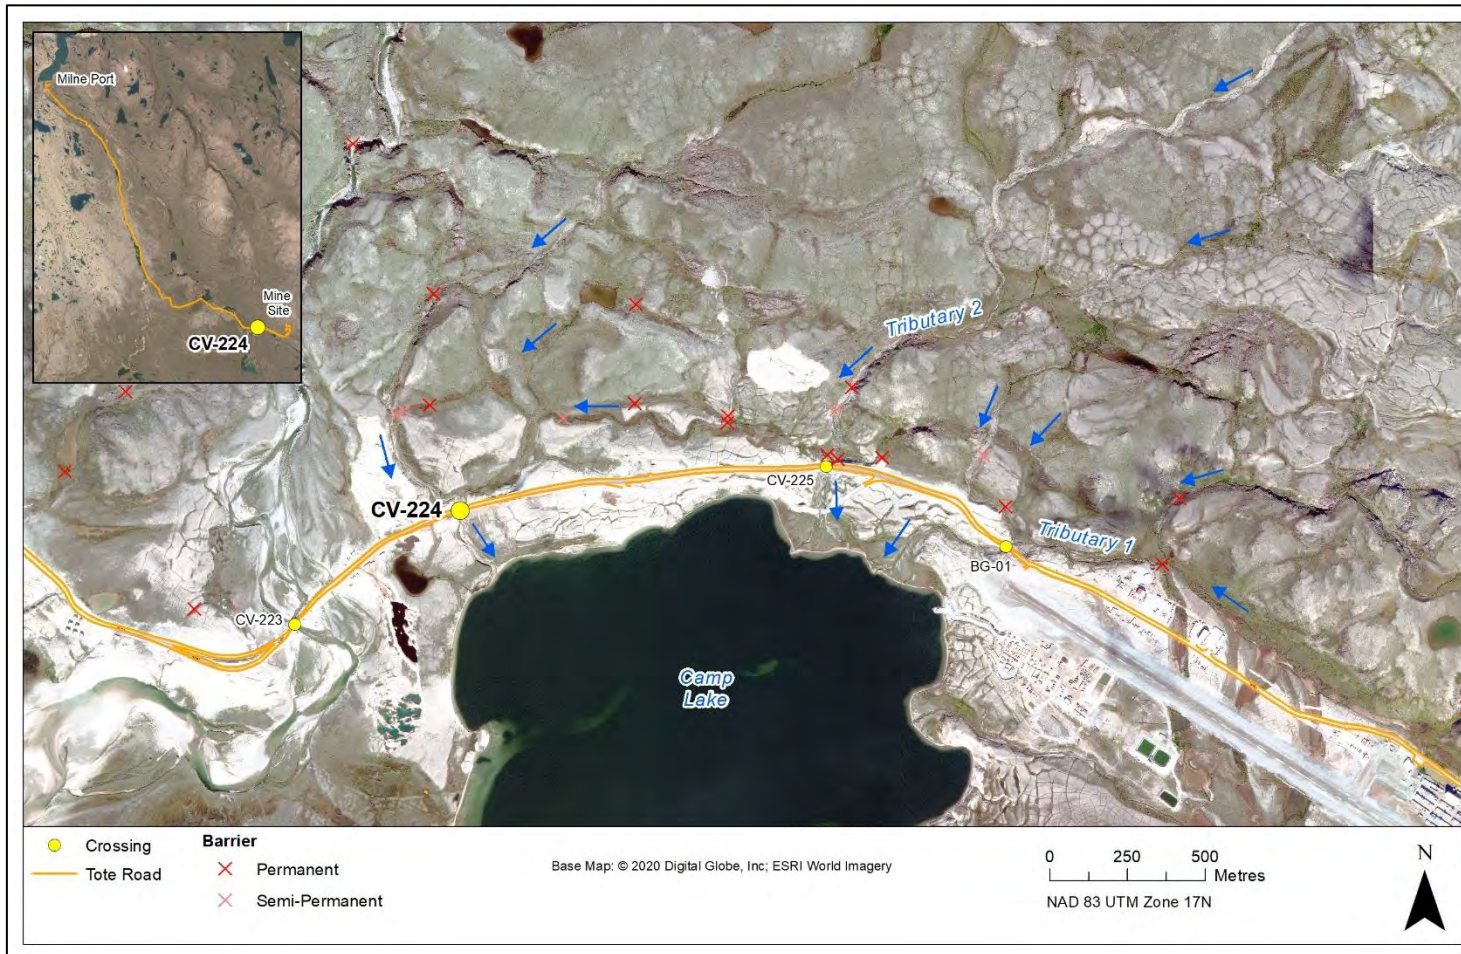 Milne Port
Mine
Site
CV-224
Tributary 2
CV-225
CV-224
Tributary 1
BG-01
CV-223
Camp
Lake
Crossing
Tote Road
Barrier
Permanent
Semi-Permanent
Base Map: © 2020 Digital Globe, Inc; ESRI World Imagery
0 250 500
Metres
NAD 83 UTM Zone 17N
N